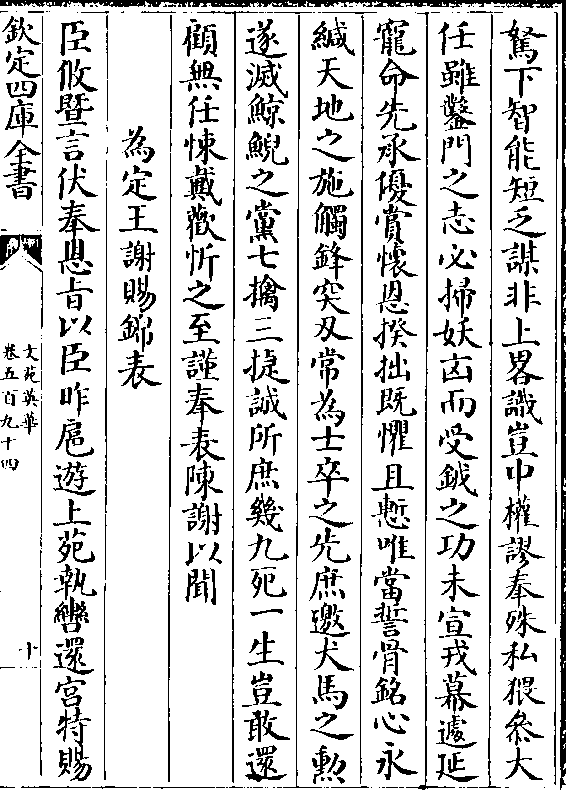 駑下智能短乏謀非上畧識豈中權謬奉殊私猥叅大
任雖鑿門之志必掃妖凶而受鉞之功未宣戎幕遽延
寵命先承優賞懷恩揆拙既懼且慙唯當誓骨銘心永
緘天地之施觸鋒突刃常為士卒之先庶邀犬馬之勲
遂滅鯨鯢之黨七擒三捷誠所庶幾九死一生豈敢還
顧無任悚戴歡忻之至謹奉表陳謝以聞
為定王謝賜錦表
臣攸暨言伏奉恩旨以臣昨扈遊上苑執轡還宮特賜
欽定四庫全書
文苑英華
卷五百九十四
十